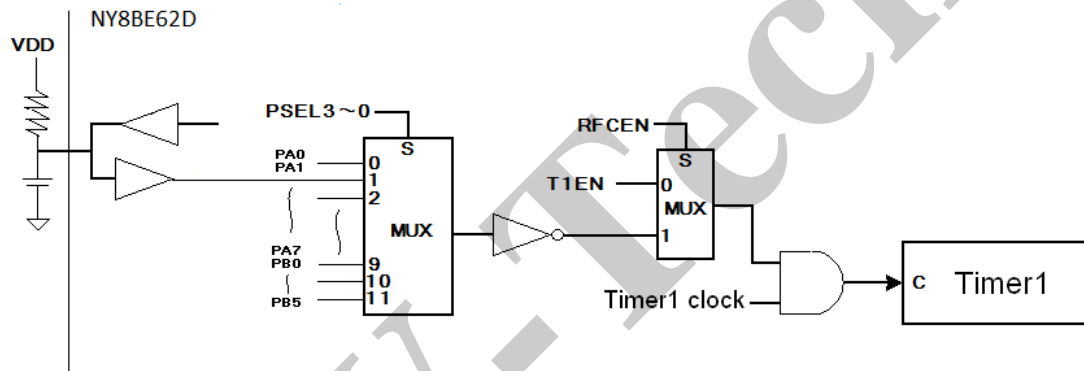 NY8BE62D
VDD
PSEL3~0
RFCEN
S
S
PA0
0
PA1
1
T1EN
0
2
MUX
MUX
1
PA7
PB0
9
10
PB5
11
Timer1 clock
C
Timer1
y-Tech